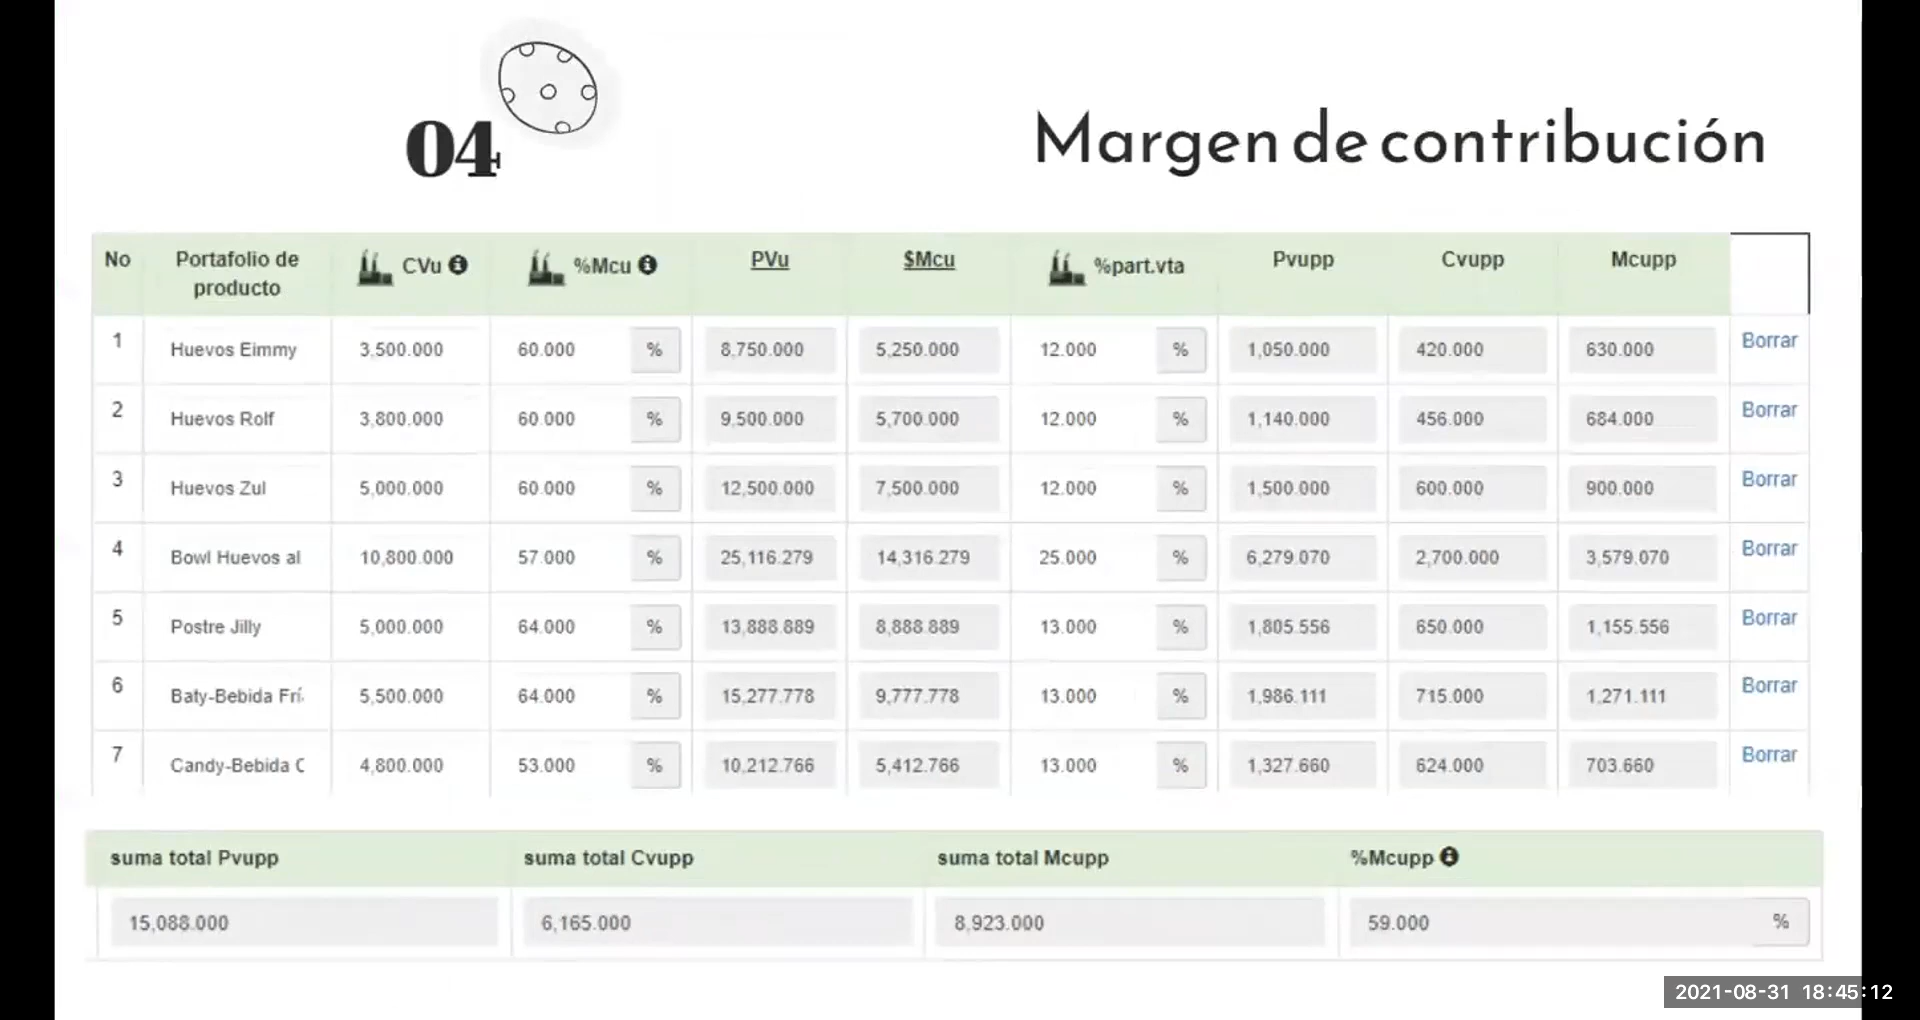 04
Margen de contribución
No Portafolio de producto CVu %Mcu PVu $Mcu %part.vta Pvupp Cvupp Mcupp
1 Huevos Eimmy 3,500.000 60.000 % 8,750.000 5,250.000 12.000 % 1,050.000 420.000 630.000 Borrar
2 Huevos Rolf 3,800.000 60.000 % 9,500.000 5,700.000 12.000 % 1,140.000 456.000 684.000 Borrar
3 Huevos Zul 5,000.000 60.000 % 12,500.000 7,500.000 12.000 % 1,500.000 600.000 900.000 Borrar
4 Bowl Huevos al 10,800.000 57.000 % 25,116.279 14,316.279 25.000 % 6,279.070 2,700.000 3,579.070 Borrar
5 Postre Jilly 5,000.000 64.000 % 13,888.889 8,888.889 13.000 % 1,805.556 650.000 1,155.556 Borrar
6 Baty-Bebida Frí 5,500.000 64.000 % 15,277.778 9,777.778 13.000 % 1,986.111 715.000 1,271.111 Borrar
7 Candy-Bebida C 4,800.000 53.000 % 10,212.766 5,412.766 13.000 % 1,327.660 624.000 703.660 Borrar
suma total Pvupp suma total Cvupp suma total Mcupp %Mcupp
15,088.000 6,165.000 8,923.000 59.000 %
2021-08-31 18:45:12